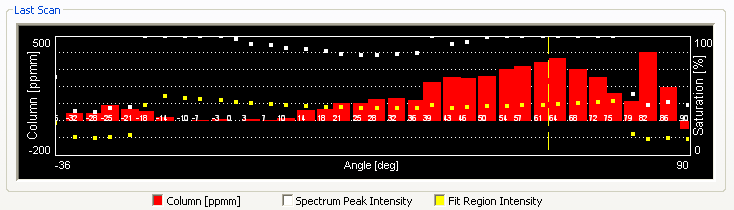 Last Scan
500
100
Column [ppmm]
Saturation [%]
-32 -28 -25 -21 -18 -14 -10 -7 -3 0 3 7 10 14 18 21 25 28 32 36 39 43 46 50 54 57 61 64 68 72 75 79 82 86 90
-200
0
-36
Angle [deg]
90
Column [ppmm]
Spectrum Peak Intensity
Fit Region Intensity